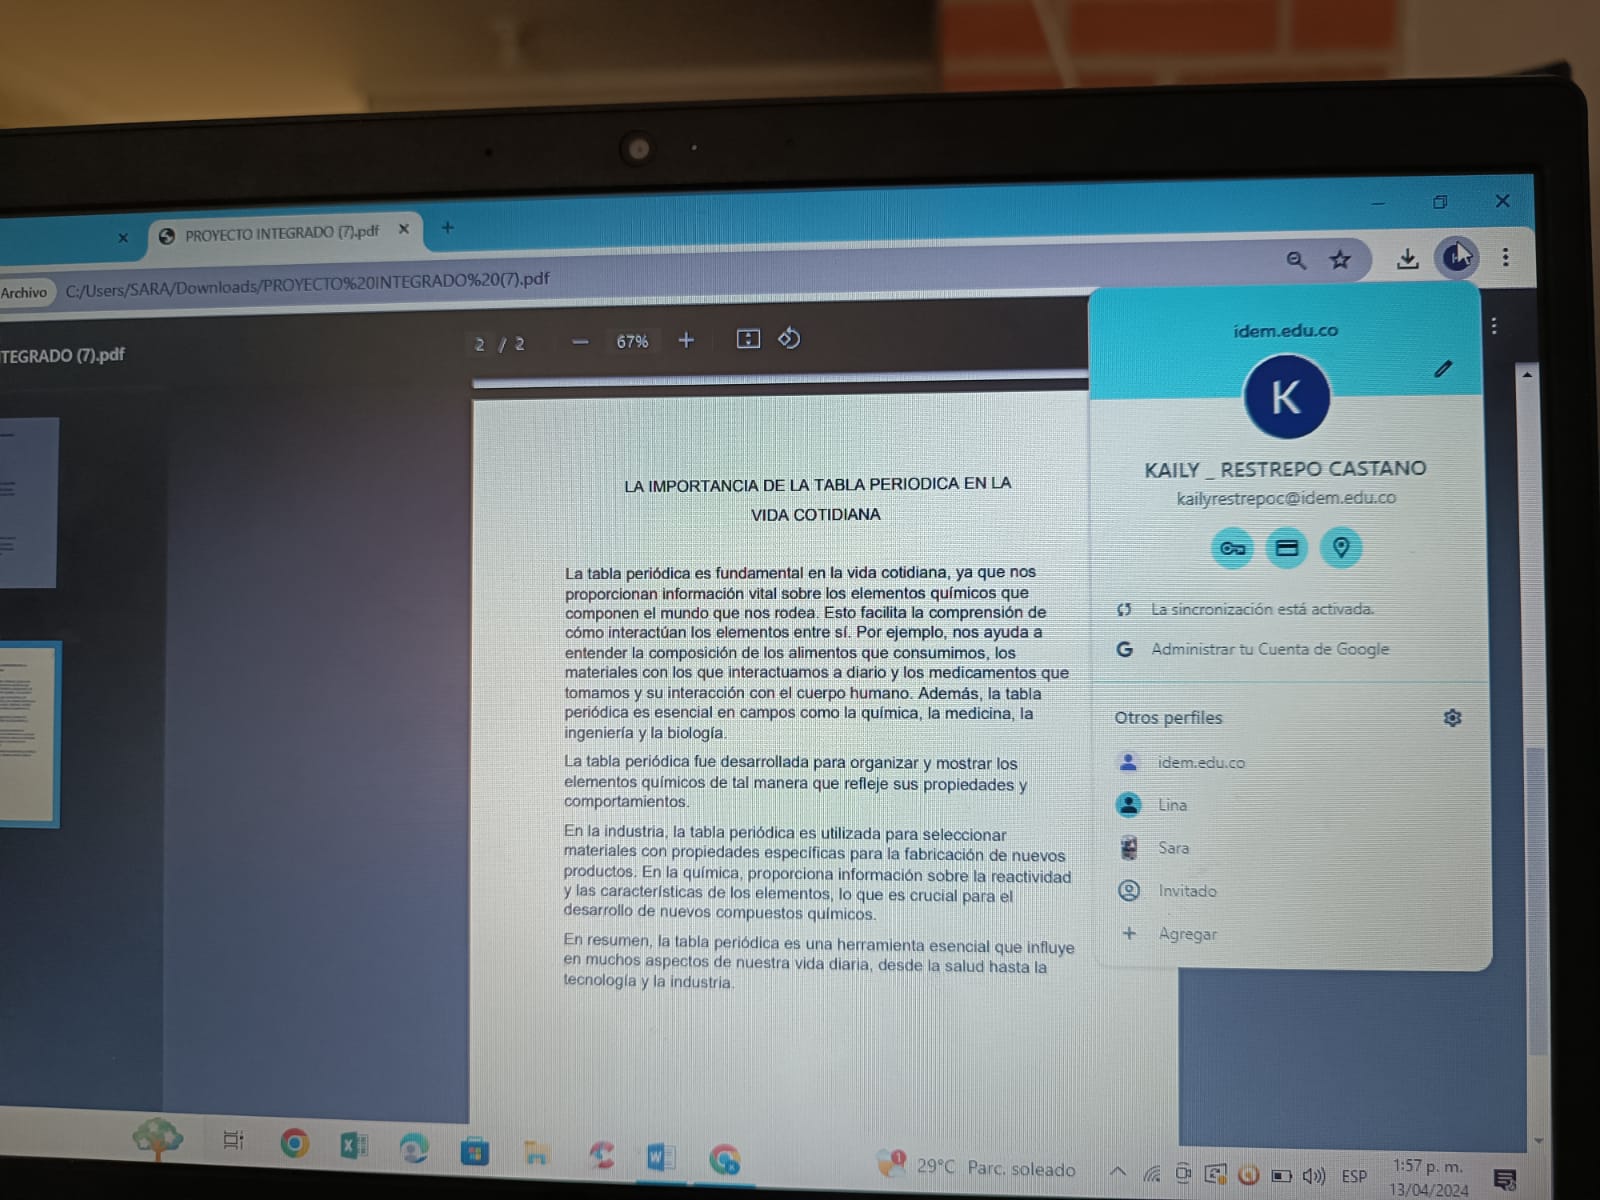 PROYECTO INTEGRADO (7).pdf
Archivo
C:/Users/SARA/Downloads/PROYECTO%20INTEGRADO%20(7).pdf
TEGRADO (7).pdf
2 / 2
67%
LA IMPORTANCIA DE LA TABLA PERIODICA EN LA
VIDA COTIDIANA
La tabla periódica es fundamental en la vida cotidiana, ya que nos
proporcionan información vital sobre los elementos químicos que
componen el mundo que nos rodea. Esto facilita la comprensión de
cómo interactúan los elementos entre sí. Por ejemplo, nos ayuda a
entender la composición de los alimentos que consumimos, los
materiales con los que interactuamos a diario y los medicamentos que
tomamos y su interacción con el cuerpo humano. Además, la tabla
periódica es esencial en campos como la química, la medicina, la
ingeniería y la biología.
La tabla periódica fue desarrollada para organizar y mostrar los
elementos químicos de tal manera que refleje sus propiedades y
comportamientos.
En la industria, la tabla periódica es utilizada para seleccionar
materiales con propiedades específicas para la fabricación de nuevos
productos. En la química, proporciona información sobre la reactividad
y las características de los elementos, lo que es crucial para el
desarrollo de nuevos compuestos químicos.
En resumen, la tabla periódica es una herramienta esencial que influye
en muchos aspectos de nuestra vida diaria, desde la salud hasta la
tecnología y la industria.
idem.edu.co
K
KAILY _ RESTREPO CASTANO
kailyrestrepoc@idem.edu.co
La sincronización está activada.
G Administrar tu Cuenta de Google
Otros perfiles
idem.edu.co
Lina
Sara
Invitado
Agregar
1
29°C Parc. soleado
ESP
1:57 p. m.
13/04/2024